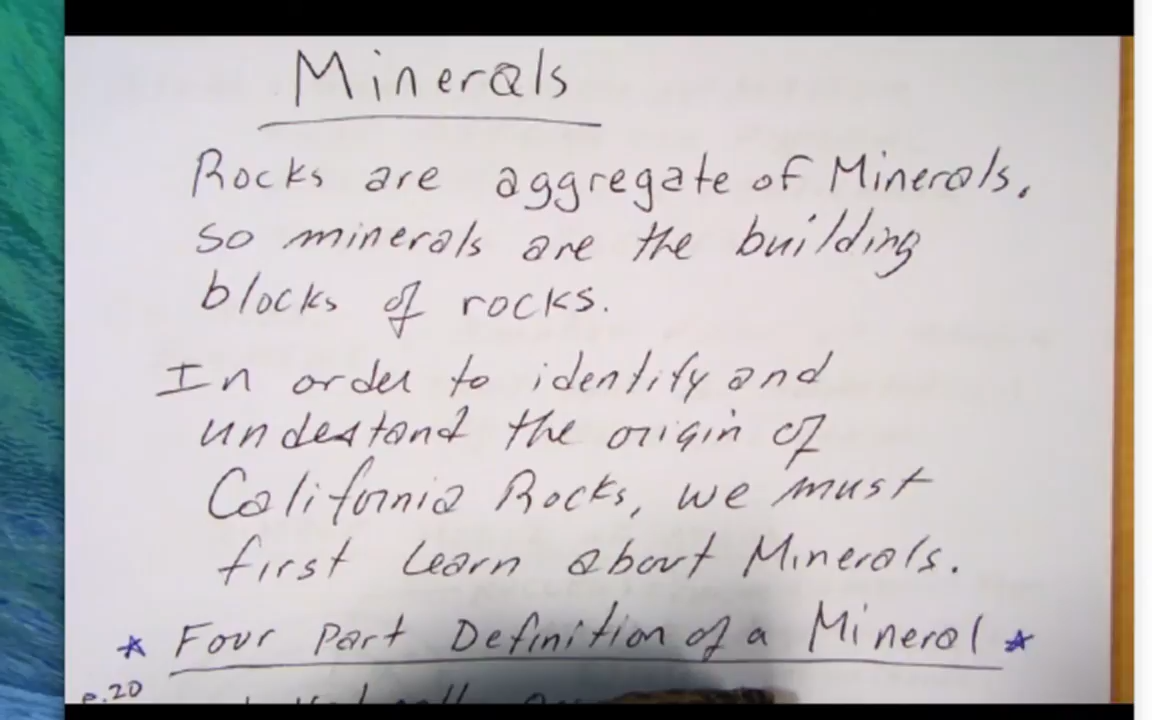 Minerals
Rocks are aggregate of Minerals,
so minerals are the building
blocks of rocks.
In order to identify and
understand the origin of
California Rocks, we must
first learn about Minerals.
* Four Part Definition of a Mineral *
p.20